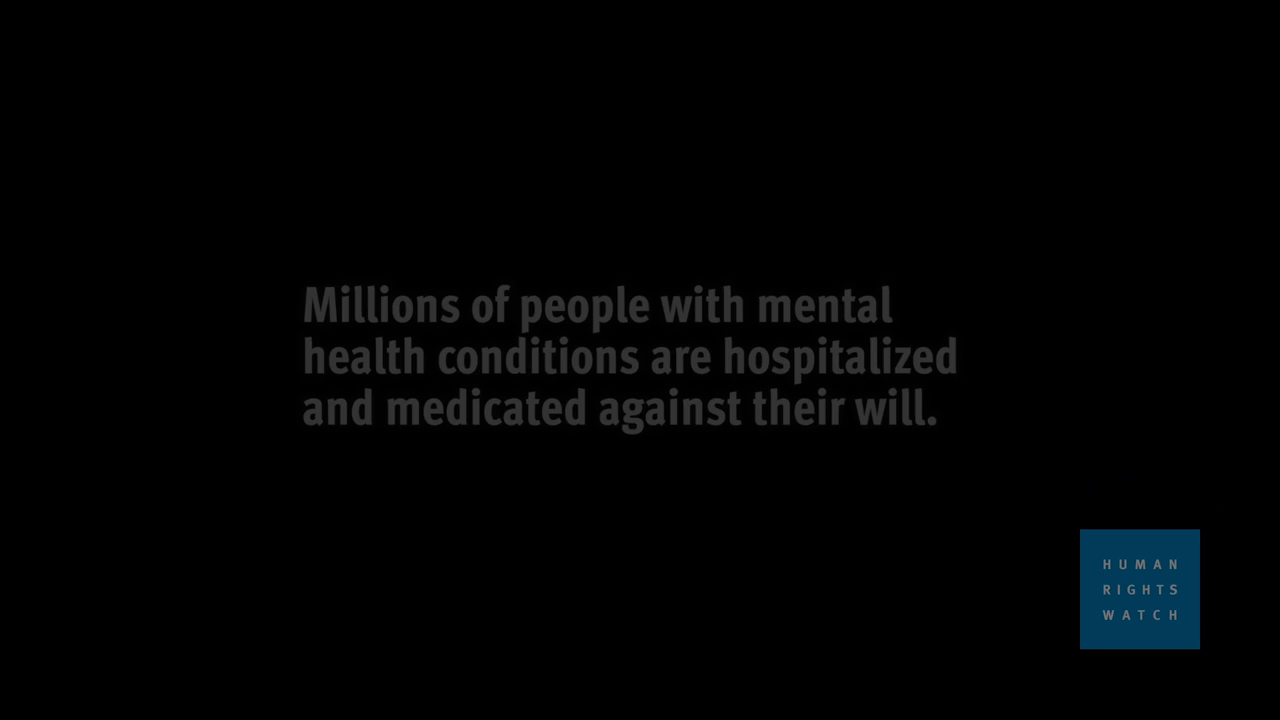 Millions of people with mental
health conditions are hospitalized
and medicated against their will.
HUMAN
RIGHTS
WATCH